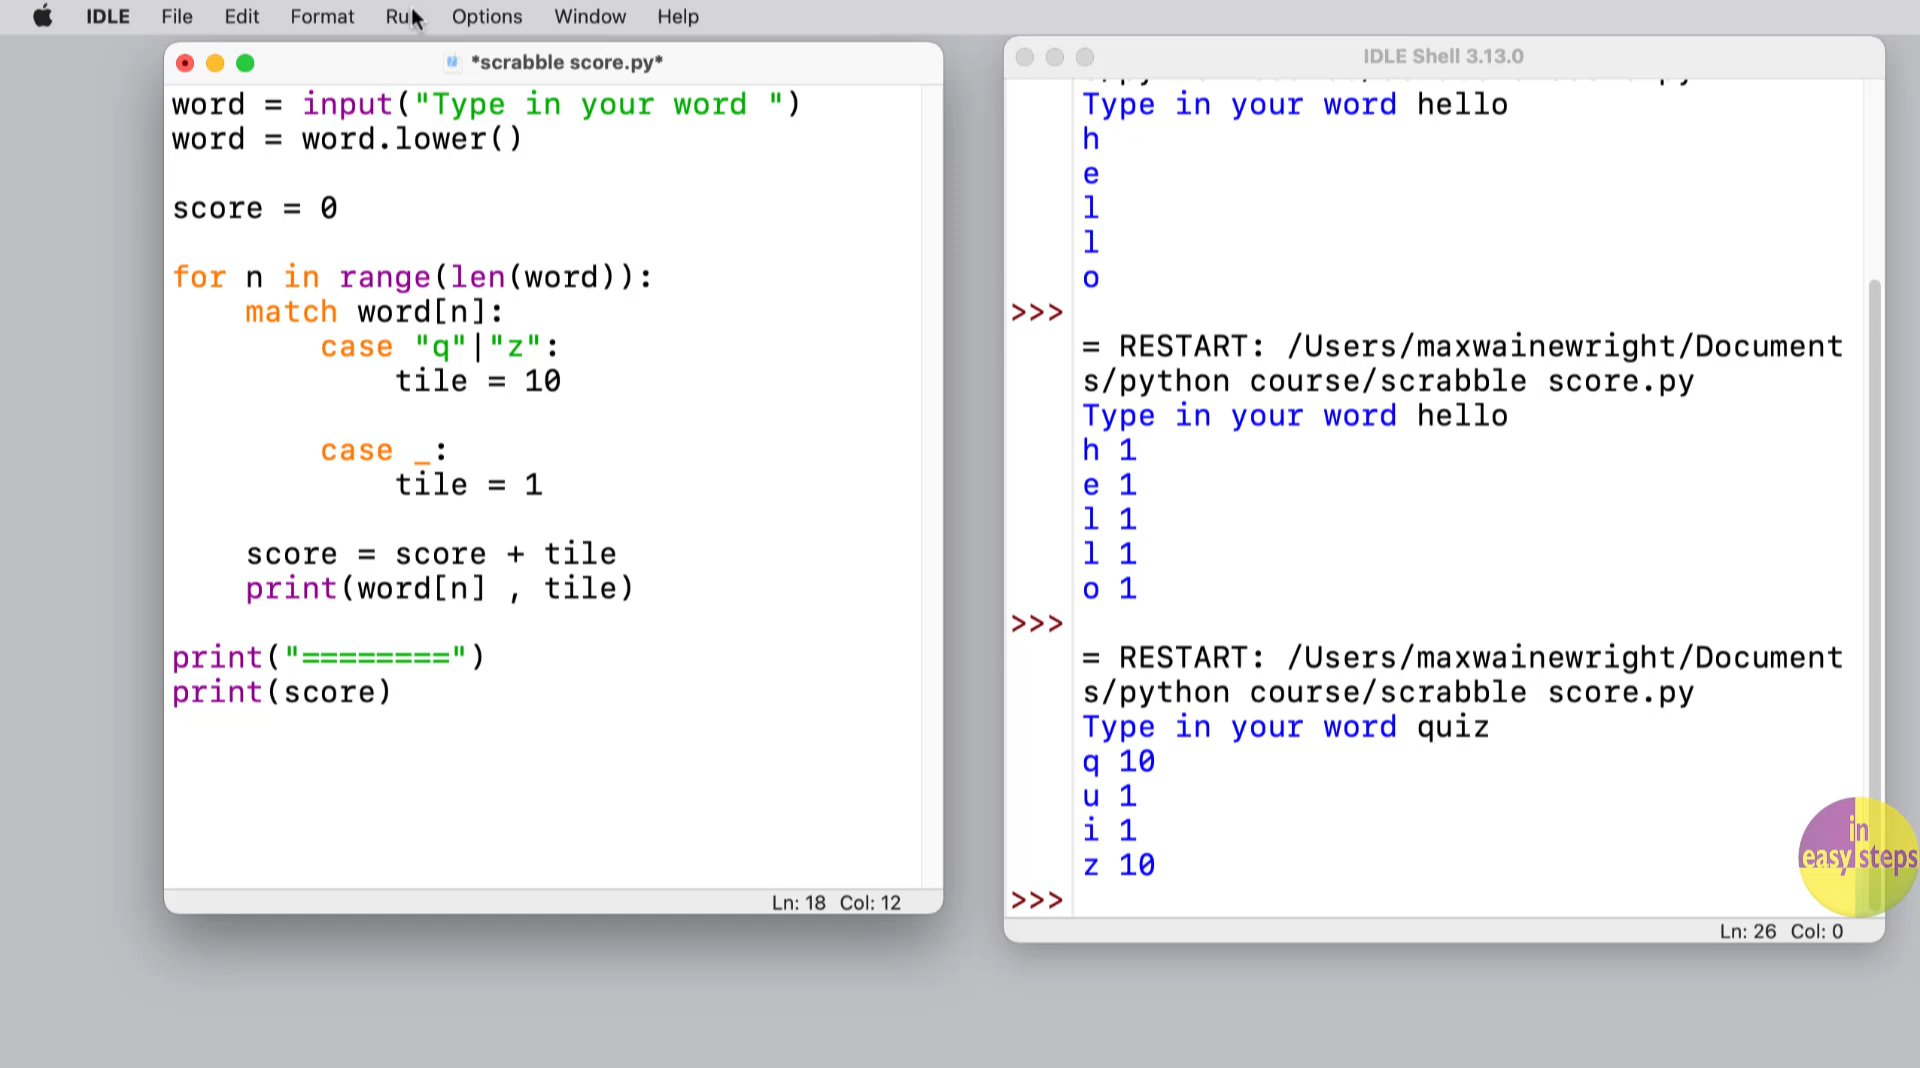 IDLE File Edit Format Ru Options Window Help
*scrabble score.py*
word = input("Type in your word ")
word = word.lower()
score = 0
for n in range(len(word)):
match word[n]:
case "q"|"z":
tile = 10
case _:
tile = 1
score = score + tile
print(word[n] , tile)
print("========")
print(score)
Ln: 18 Col: 12
IDLE Shell 3.13.0
Type in your word hello
h
e
l
l
o
>>>
= RESTART: /Users/maxwainewright/Document
s/python course/scrabble score.py
Type in your word hello
h 1
e 1
l 1
l 1
o 1
>>>
= RESTART: /Users/maxwainewright/Document
s/python course/scrabble score.py
Type in your word quiz
q 10
u 1
i 1
z 10
>>>
Ln: 26 Col: 0
in
easy steps